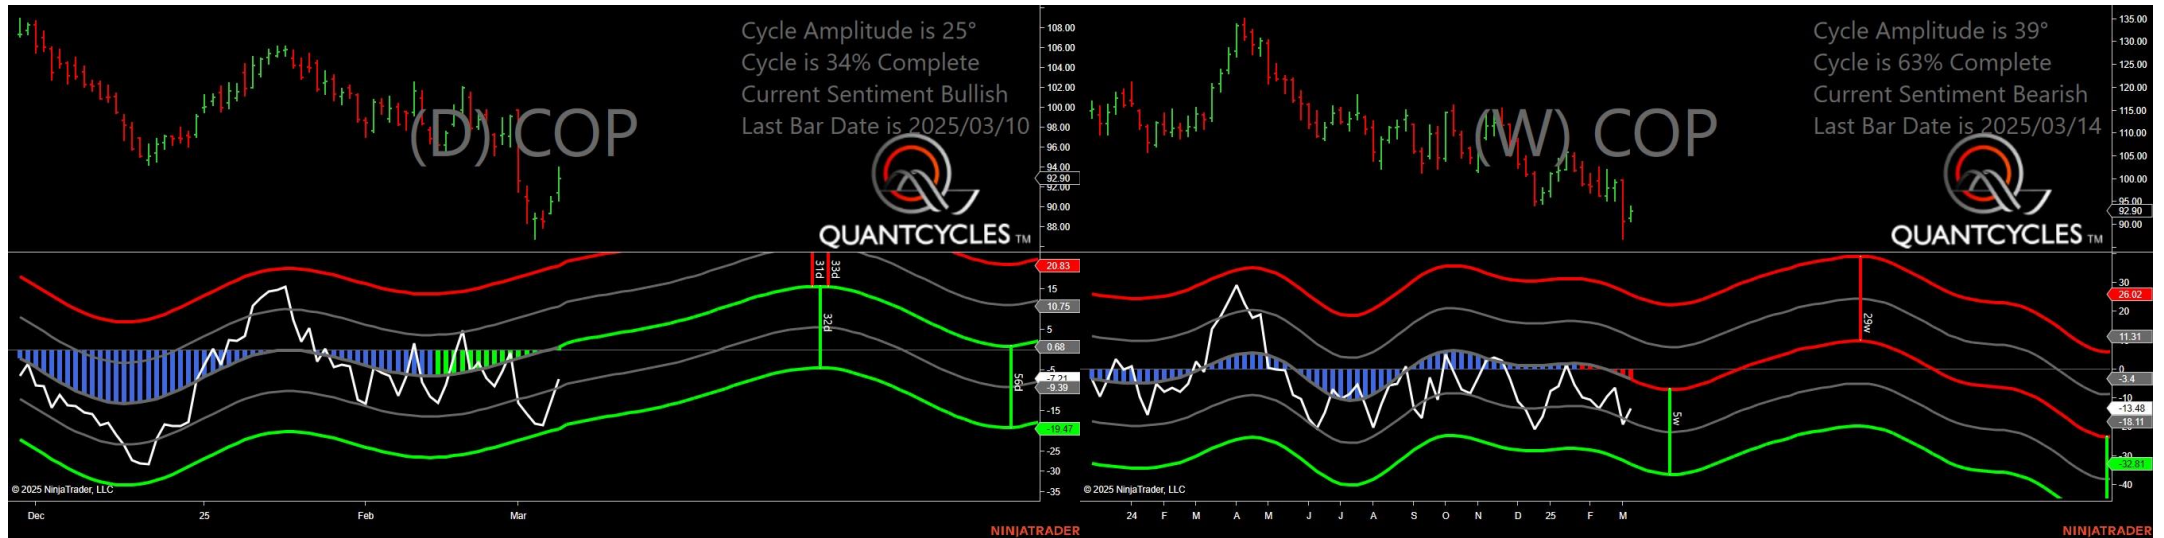 Cycle Amplitude is 25°
Cycle is 34% Complete
Current Sentiment Bullish
Last Bar Date is 2025/03/10
(D) COP
QUANTCYCLES TM
108.00
106.00
104.00
102.00
100.00
98.00
96.00
94.00
92.90
92.00
90.00
88.00
31d
33d
32d
56d
20.83
15
10.75
5
0.68
-5
-7.21
-9.39
-15
-19.47
-25
-30
-35
© 2025 NinjaTrader, LLC
Dec 25 Feb Mar
NINJATRADER
Cycle Amplitude is 39°
Cycle is 63% Complete
Current Sentiment Bearish
Last Bar Date is 2025/03/14
(W) COP
QUANTCYCLES TM
135.00
130.00
125.00
120.00
115.00
110.00
105.00
100.00
95.00
92.90
90.00
29w
5w
30
26.02
20
11.31
0
-3.4
-10
-13.48
-18.11
-30
-32.81
-40
© 2025 NinjaTrader, LLC
24 F M A M J J A S O N D 25 F M
NINJATRADER